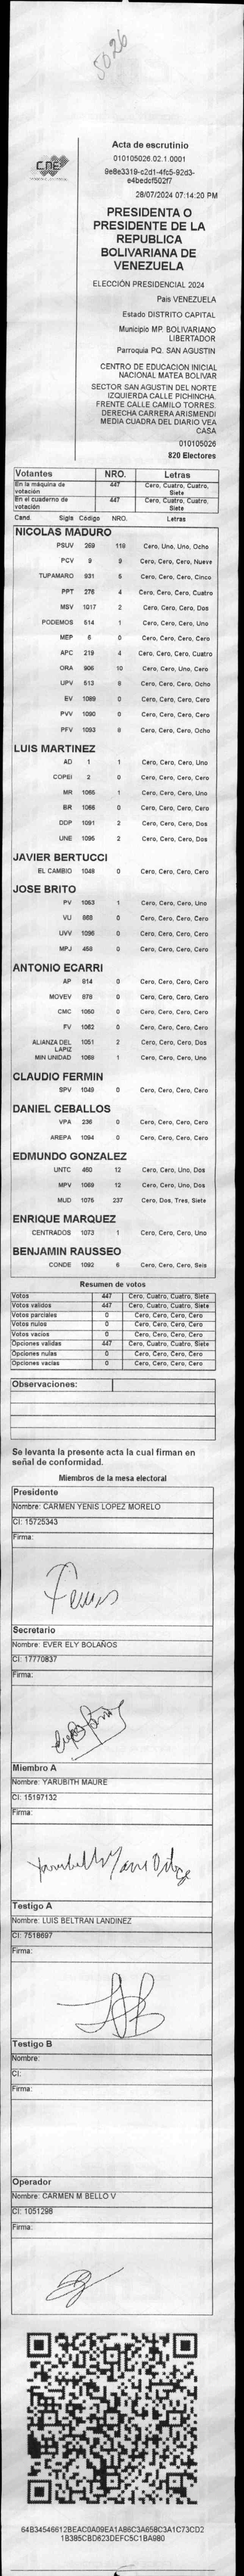 5026
CNE
Acta de escrutinio
010105026.02.1.0001
9e8e3319-c2d1-4fc5-92d3-
e4bedcf502f7
28/07/2024 07:14:20 PM
PRESIDENTA O
PRESIDENTE DE LA
REPUBLICA
BOLIVARIANA DE
VENEZUELA
ELECCIÓN PRESIDENCIAL 2024
Pais VENEZUELA
Estado DISTRITO CAPITAL
Municipio MP. BOLIVARIANO
LIBERTADOR
Parroquia PQ. SAN AGUSTIN
CENTRO DE EDUCACION INICIAL
NACIONAL MATEA BOLIVAR
SECTOR SAN AGUSTIN DEL NORTE
IZQUIERDA CALLE PICHINCHA.
FRENTE CALLE CAMILO TORRES.
DERECHA CARRERA ARISMENDI
MEDIA CUADRA DEL DIARIO VEA
CASA
010105026
820 Electores
Votantes NRO. Letras
En la máquina de votación 447 Cero, Cuatro, Cuatro, Siete
En el cuaderno de votación 447 Cero, Cuatro, Cuatro, Siete
Cand. Sigla Código NRO. Letras
NICOLAS MADURO
PSUV 269 118 Cero, Uno, Uno, Ocho
PCV 9 9 Cero, Cero, Cero, Nueve
TUPAMARO 931 5 Cero, Cero, Cero, Cinco
PPT 276 4 Cero, Cero, Cero, Cuatro
MSV 1017 2 Cero, Cero, Cero, Dos
PODEMOS 614 1 Cero, Cero, Cero, Uno
MEP 6 0 Cero, Cero, Cero, Cero
APC 219 4 Cero, Cero, Cero, Cuatro
ORA 906 10 Cero, Cero, Uno, Cero
UPV 513 8 Cero, Cero, Cero, Ocho
EV 1089 0 Cero, Cero, Cero, Cero
PVV 1090 0 Cero, Cero, Cero, Cero
PFV 1093 8 Cero, Cero, Cero, Ocho
LUIS MARTINEZ
AD 1 1 Cero, Cero, Cero, Uno
COPEI 2 0 Cero, Cero, Cero, Cero
MR 1065 1 Cero, Cero, Cero, Uno
BR 1066 0 Cero, Cero, Cero, Cero
DDP 1091 2 Cero, Cero, Cero, Dos
UNE 1095 2 Cero, Cero, Cero, Dos
JAVIER BERTUCCI
EL CAMBIO 1048 0 Cero, Cero, Cero, Cero
JOSE BRITO
PV 1053 1 Cero, Cero, Cero, Uno
VU 868 0 Cero, Cero, Cero, Cero
UVV 1096 0 Cero, Cero, Cero, Cero
MPJ 458 0 Cero, Cero, Cero, Cero
ANTONIO ECARRI
AP 914 0 Cero, Cero, Cero, Cero
MOVEV 878 0 Cero, Cero, Cero, Cero
CMC 1050 0 Cero, Cero, Cero, Cero
FV 1062 0 Cero, Cero, Cero, Cero
ALIANZA DEL LAPIZ 1051 2 Cero, Cero, Cero, Dos
MIN UNIDAD 1068 1 Cero, Cero, Cero, Uno
CLAUDIO FERMIN
SPV 1049 0 Cero, Cero, Cero, Cero
DANIEL CEBALLOS
VPA 236 0 Cero, Cero, Cero, Cero
AREPA 1094 0 Cero, Cero, Cero, Cero
EDMUNDO GONZALEZ
UNTC 460 12 Cero, Cero, Uno, Dos
MPV 1069 12 Cero, Cero, Uno, Dos
MUD 1075 237 Cero, Dos, Tres, Siete
ENRIQUE MARQUEZ
CENTRADOS 1073 1 Cero, Cero, Cero, Uno
BENJAMIN RAUSSEO
CONDE 1092 6 Cero, Cero, Cero, Seis
Resumen de votos
Votos 447 Cero, Cuatro, Cuatro, Siete
Votos validos 447 Cero, Cuatro, Cuatro, Siete
Votos parciales 0 Cero, Cero, Cero, Cero
Votos nulos 0 Cero, Cero, Cero, Cero
Votos vacios 0 Cero, Cero, Cero, Cero
Opciones validas 447 Cero, Cuatro, Cuatro, Siete
Opciones nulas 0 Cero, Cero, Cero, Cero
Opciones vacias 0 Cero, Cero, Cero, Cero
Observaciones:
Se levanta la presente acta la cual firman en
señal de conformidad.
Miembros de la mesa electoral
Presidente
Nombre: CARMEN YENIS LOPEZ MORELO
CI: 15725343
Firma:
Secretario
Nombre: EVER ELY BOLAÑOS
CI: 17770837
Firma:
Miembro A
Nombre: YARUBITH MAURE
CI: 15197132
Firma:
Testigo A
Nombre: LUIS BELTRAN LANDINEZ
CI: 7518697
Firma:
Testigo B
Nombre:
CI:
Firma:
Operador
Nombre: CARMEN M BELLO V
CI: 1051298
Firma:
64B34546612BEAC0A09EA1A86C3A658C3A1C73CD2
1B385CBD623DEFC5C1BA980